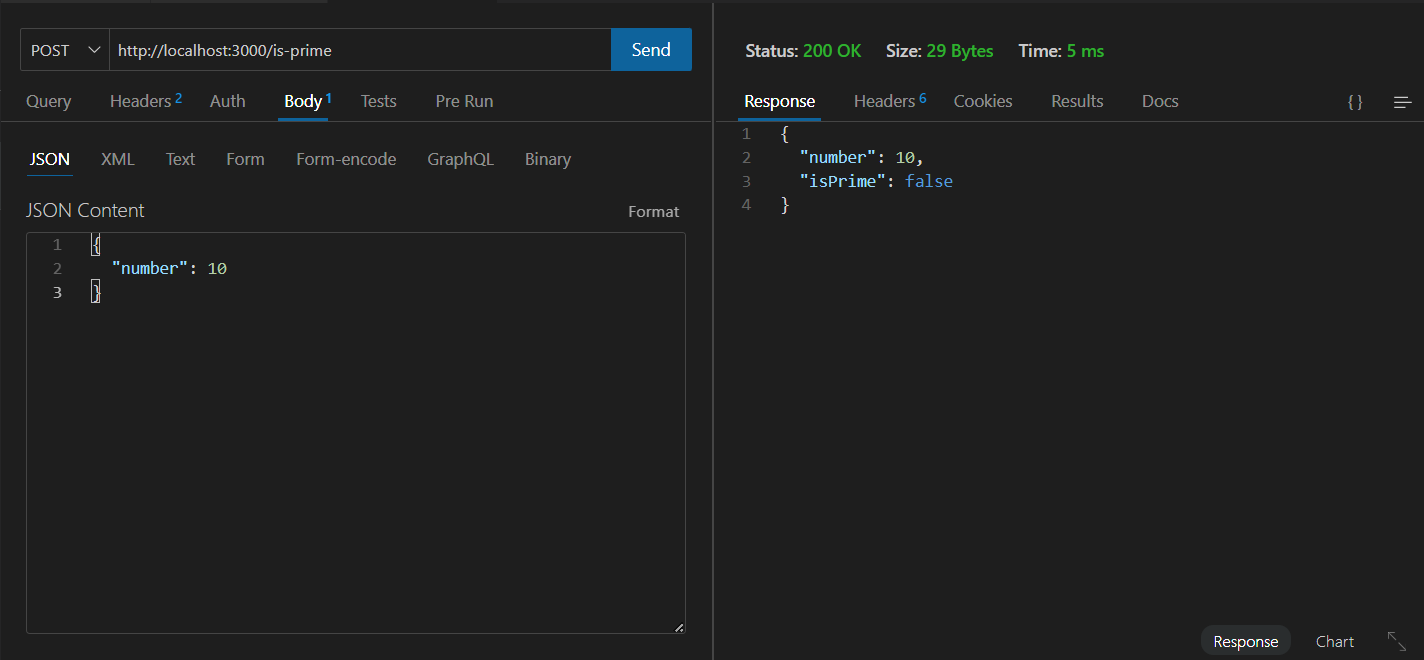 POST http://localhost:3000/is-prime Send
Query Headers 2 Auth Body 1 Tests Pre Run
JSON XML Text Form Form-encode GraphQL Binary
JSON Content Format
1 {
2 "number": 10
3 }
Status: 200 OK Size: 29 Bytes Time: 5 ms
Response Headers 6 Cookies Results Docs { }
1 {
2 "number": 10,
3 "isPrime": false
4 }
Response Chart